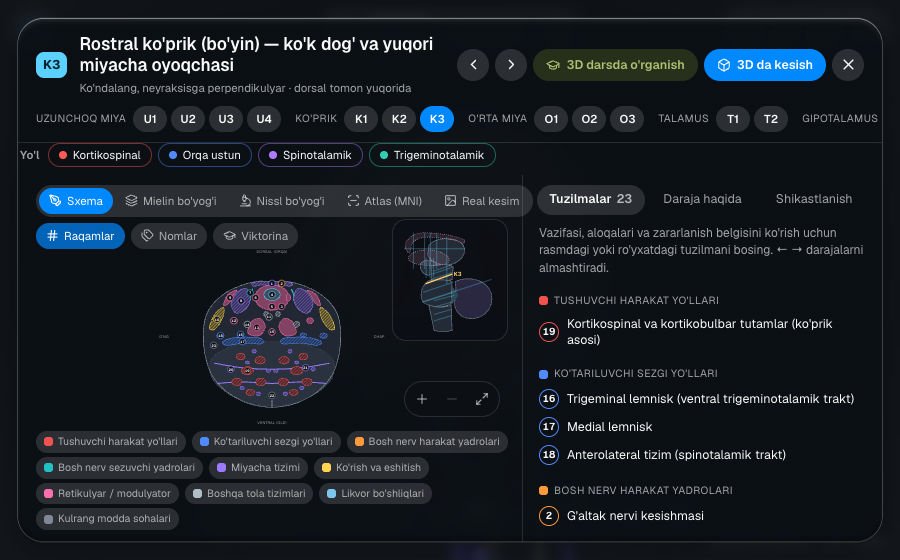 K3
Rostral ko'prik (bo'yin) — ko'k dog' va yuqori
miyacha oyoqchasi
Ko'ndalang, neyraksisga perpendikulyar · dorsal tomon yuqorida
3D darsda o'rganish
3D da kesish
UZUNCHOQ MIYA U1 U2 U3 U4 KO'PRIK K1 K2 K3 O'RTA MIYA O1 O2 O3 TALAMUS T1 T2 GIPOTALAMUS
Yo'l Kortikospinal Orqa ustun Spinotalamik Trigeminotalamik
Sxema Mielin bo'yog'i Nissl bo'yog'i Atlas (MNI) Real kesim
Raqamlar Nomlar Viktorina
K3
Tushuvchi harakat yo'llari Ko'tariluvchi sezgi yo'llari Bosh nerv harakat yadrolari
Bosh nerv sezuvchi yadrolari Miyacha tizimi Ko'rish va eshitish
Retikulyar / modulyator Boshqa tola tizimlari Likvor bo'shliqlari
Kulrang modda sohalari
Tuzilmalar 23 Daraja haqida Shikastlanish
Vazifasi, aloqalari va zararlanish belgisini ko'rish uchun
rasmdagi yoki ro'yxatdagi tuzilmani bosing. ← → darajalarni
almashtiradi.
TUSHUVCHI HARAKAT YO'LLARI
19 Kortikospinal va kortikobulbar tutamlar (ko'prik
asosi)
KO'TARILUVCHI SEZGI YO'LLARI
16 Trigeminal lemnisk (ventral trigeminotalamik trakt)
17 Medial lemnisk
18 Anterolateral tizim (spinotalamik trakt)
BOSH NERV HARAKAT YADROLARI
2 G'altak nervi kesishmasi